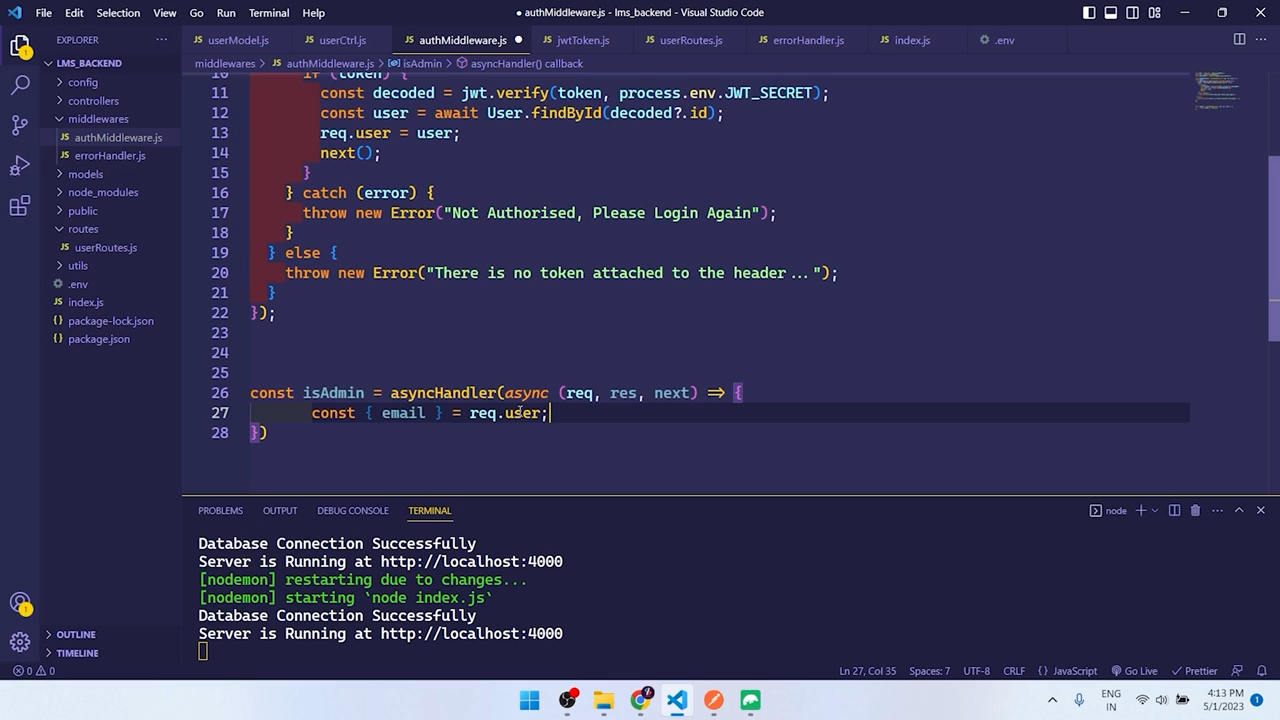 File Edit Selection View Go Run Terminal Help
● authMiddleware.js - lms_backend - Visual Studio Code
EXPLORER ···
userModel.js userCtrl.js authMiddleware.js ● jwtToken.js userRoutes.js errorHandler.js index.js .env ···
middlewares > authMiddleware.js > isAdmin > asyncHandler() callback
LMS_BACKEND
config
controllers
middlewares
authMiddleware.js
errorHandler.js
models
node_modules
public
routes
userRoutes.js
utils
.env
index.js
package-lock.json
package.json
OUTLINE
TIMELINE
10 if (token) {
11 const decoded = jwt.verify(token, process.env.JWT_SECRET);
12 const user = await User.findById(decoded?.id);
13 req.user = user;
14 next();
15 }
16 } catch (error) {
17 throw new Error("Not Authorised, Please Login Again");
18 }
19 } else {
20 throw new Error("There is no token attached to the header...");
21 }
22 });
23
24
25
26 const isAdmin = asyncHandler(async (req, res, next) => {
27 const { email } = req.user;
28 })
PROBLEMS OUTPUT DEBUG CONSOLE TERMINAL
node
Database Connection Successfully
Server is Running at http://localhost:4000
[nodemon] restarting due to changes...
[nodemon] starting `node index.js`
Database Connection Successfully
Server is Running at http://localhost:4000
0 0 Ln 27, Col 35 Spaces: 7 UTF-8 CRLF {} JavaScript Go Live Prettier
ENG
IN
4:13 PM
5/1/2023
1